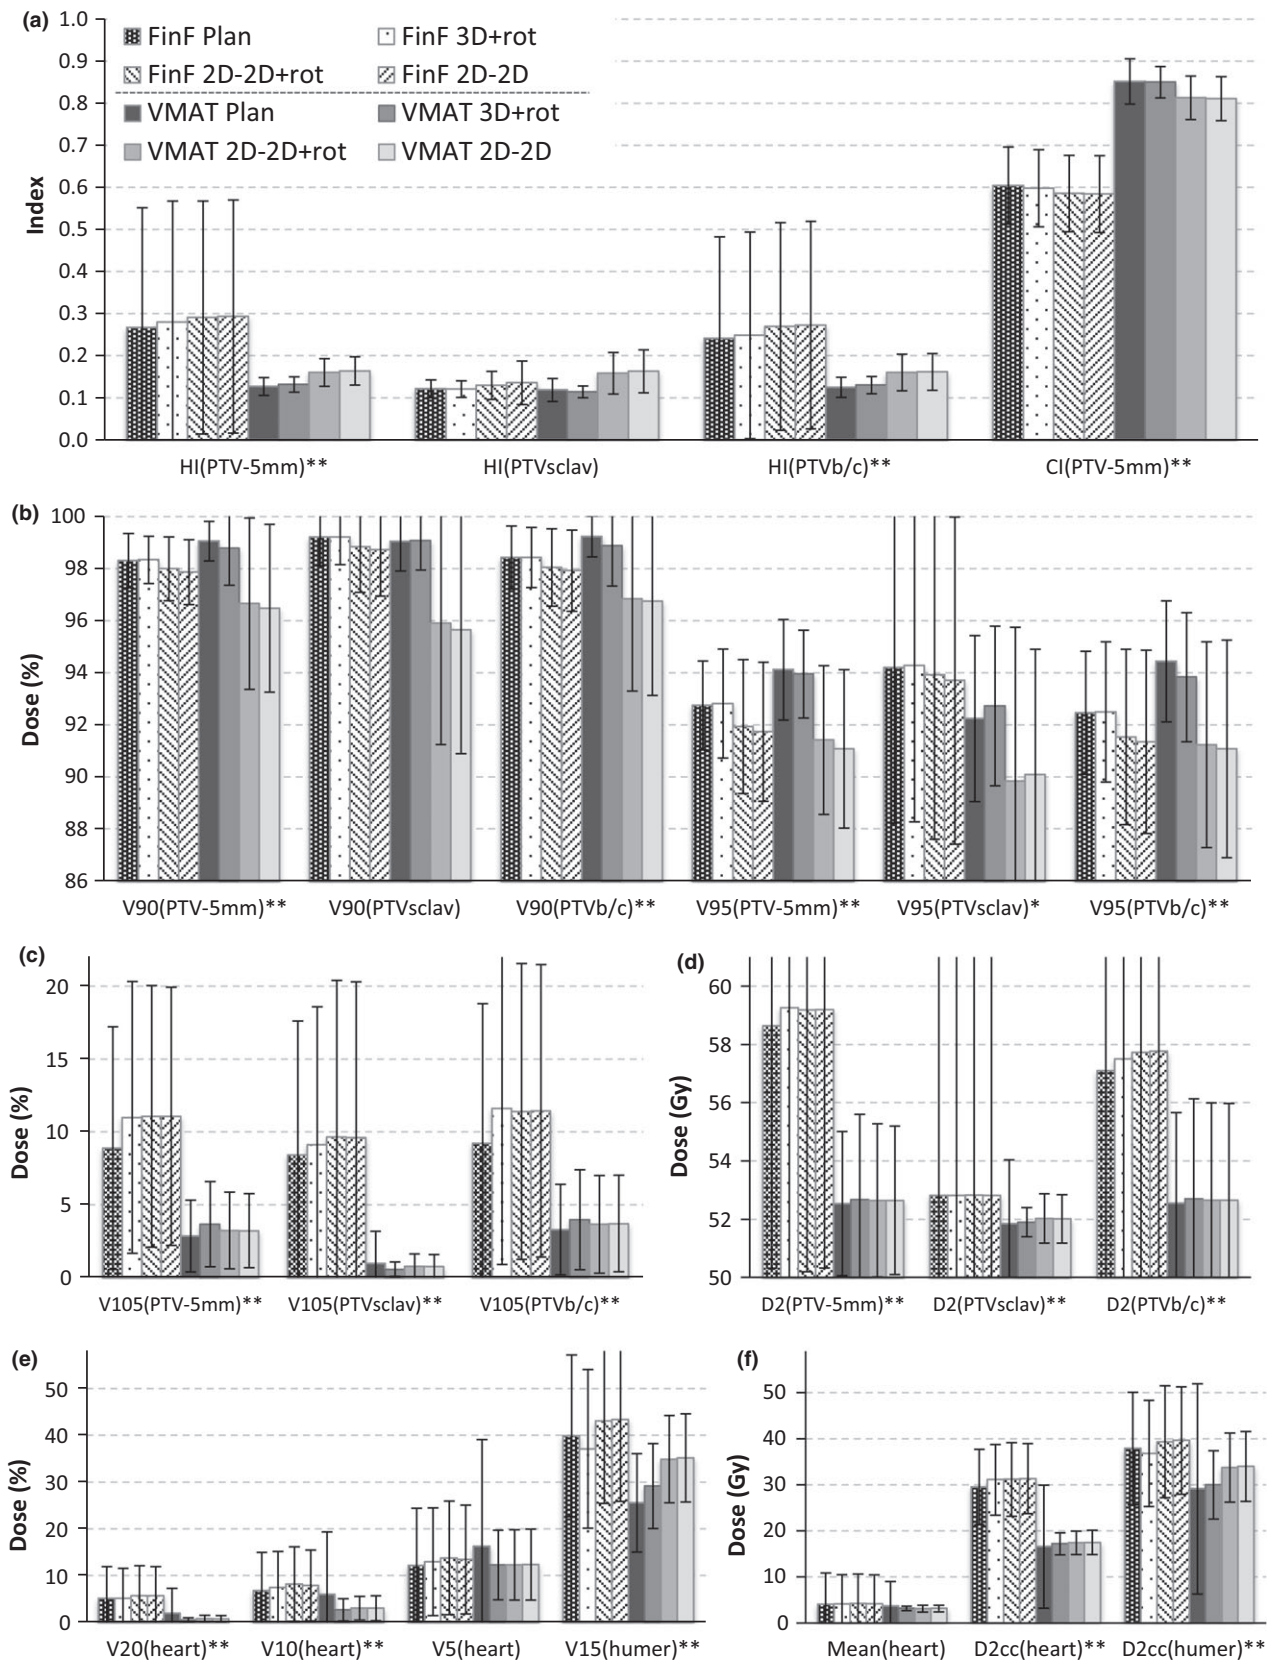 (a)
1.0
0.9
0.8
0.7
0.6
0.5
0.4
0.3
0.2
0.1
0.0
Index
FinF Plan
FinF 3D+rot
FinF 2D-2D+rot
FinF 2D-2D
VMAT Plan
VMAT 3D+rot
VMAT 2D-2D+rot
VMAT 2D-2D
HI(PTV-5mm)** HI(PTVsclav) HI(PTVb/c)** CI(PTV-5mm)**
(b)
100
98
96
94
92
90
88
86
Dose (%)
V90(PTV-5mm)** V90(PTVsclav) V90(PTVb/c)** V95(PTV-5mm)** V95(PTVsclav)* V95(PTVb/c)**
(c)
20
15
10
5
0
Dose (%)
V105(PTV-5mm)** V105(PTVsclav)** V105(PTVb/c)**
(d)
60
58
56
54
52
50
Dose (Gy)
D2(PTV-5mm)** D2(PTVsclav)** D2(PTVb/c)**
(e)
50
40
30
20
10
0
Dose (%)
V20(heart)** V10(heart)** V5(heart) V15(humer)**
(f)
50
40
30
20
10
0
Dose (Gy)
Mean(heart) D2cc(heart)** D2cc(humer)**